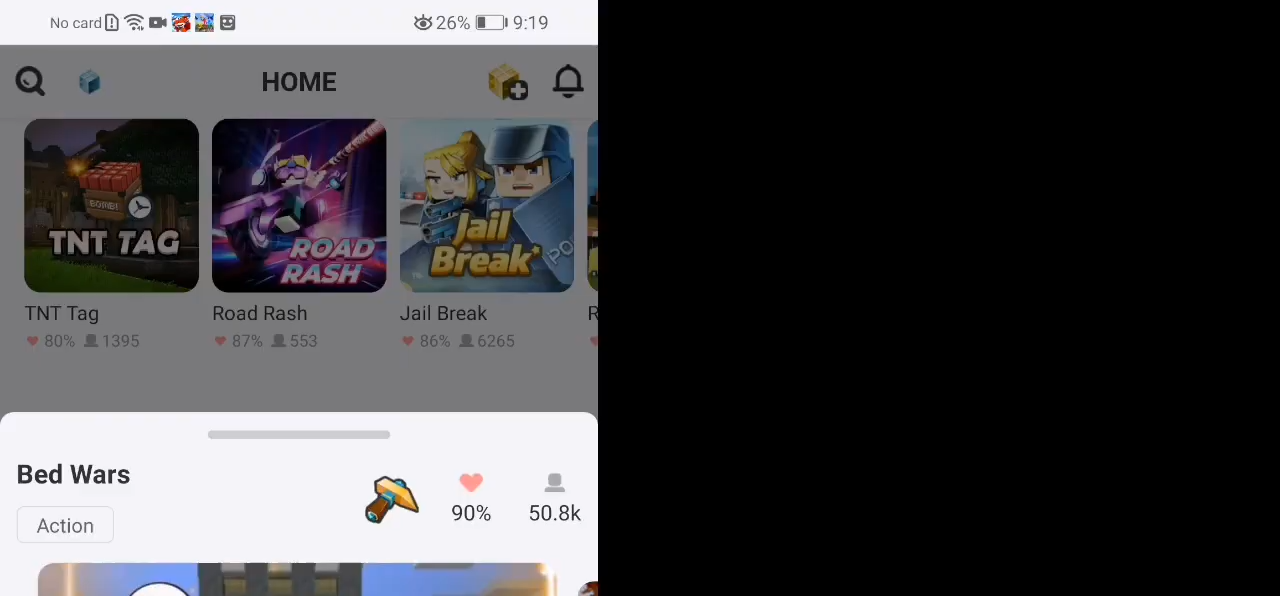 No card 26% 9:19
HOME
BOMB!
TNT TAG
ROAD
RASH
Jail
Break
TNT Tag Road Rash Jail Break R
80% 1395 87% 553 86% 6265
Bed Wars
90% 50.8k
Action